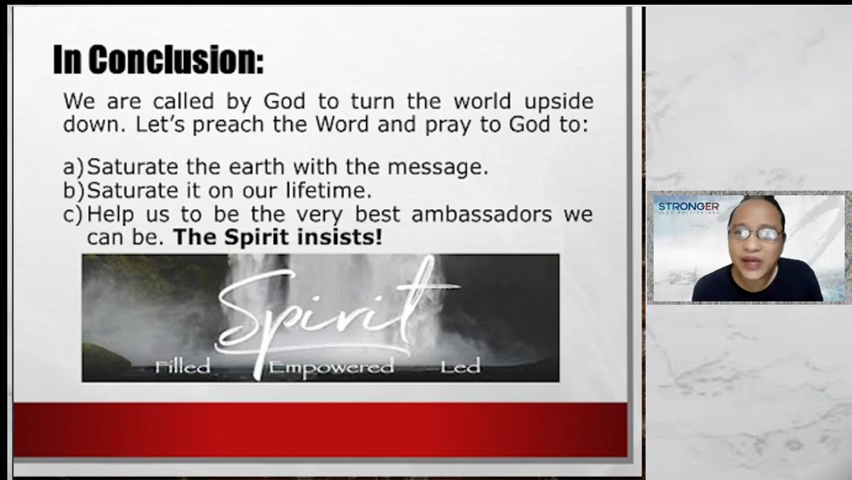 In Conclusion:
We are called by God to turn the world upside
down. Let's preach the Word and pray to God to:
a)Saturate the earth with the message.
b)Saturate it on our lifetime.
c)Help us to be the very best ambassadors we
can be. The Spirit insists!
Spirit
Filled Empowered Led
STRONGER